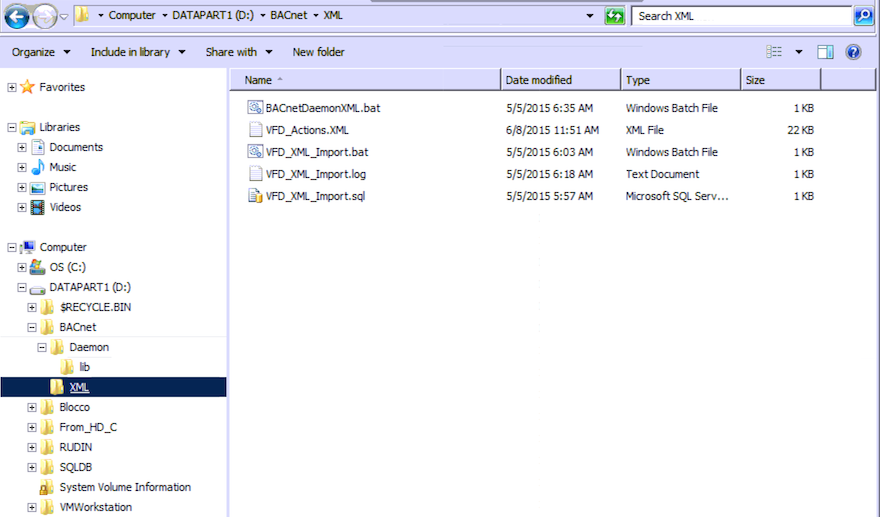 Computer DATAPART1 (D:) BACnet XML Search XML
Organize Include in library Share with New folder
Name Date modified Type Size
BACnetDaemonXML.bat 5/5/2015 6:35 AM Windows Batch File 1 KB
VFD_Actions.XML 6/8/2015 11:51 AM XML File 22 KB
VFD_XML_Import.bat 5/5/2015 6:03 AM Windows Batch File 1 KB
VFD_XML_Import.log 5/5/2015 6:18 AM Text Document 1 KB
VFD_XML_Import.sql 5/5/2015 5:57 AM Microsoft SQL Serv... 1 KB
Favorites
Libraries
Documents
Music
Pictures
Videos
Computer
OS (C:)
DATAPART1 (D:)
$RECYCLE.BIN
BACnet
Daemon
lib
XML
Blocco
From_HD_C
RUDIN
SQLDB
System Volume Information
VMWorkstation